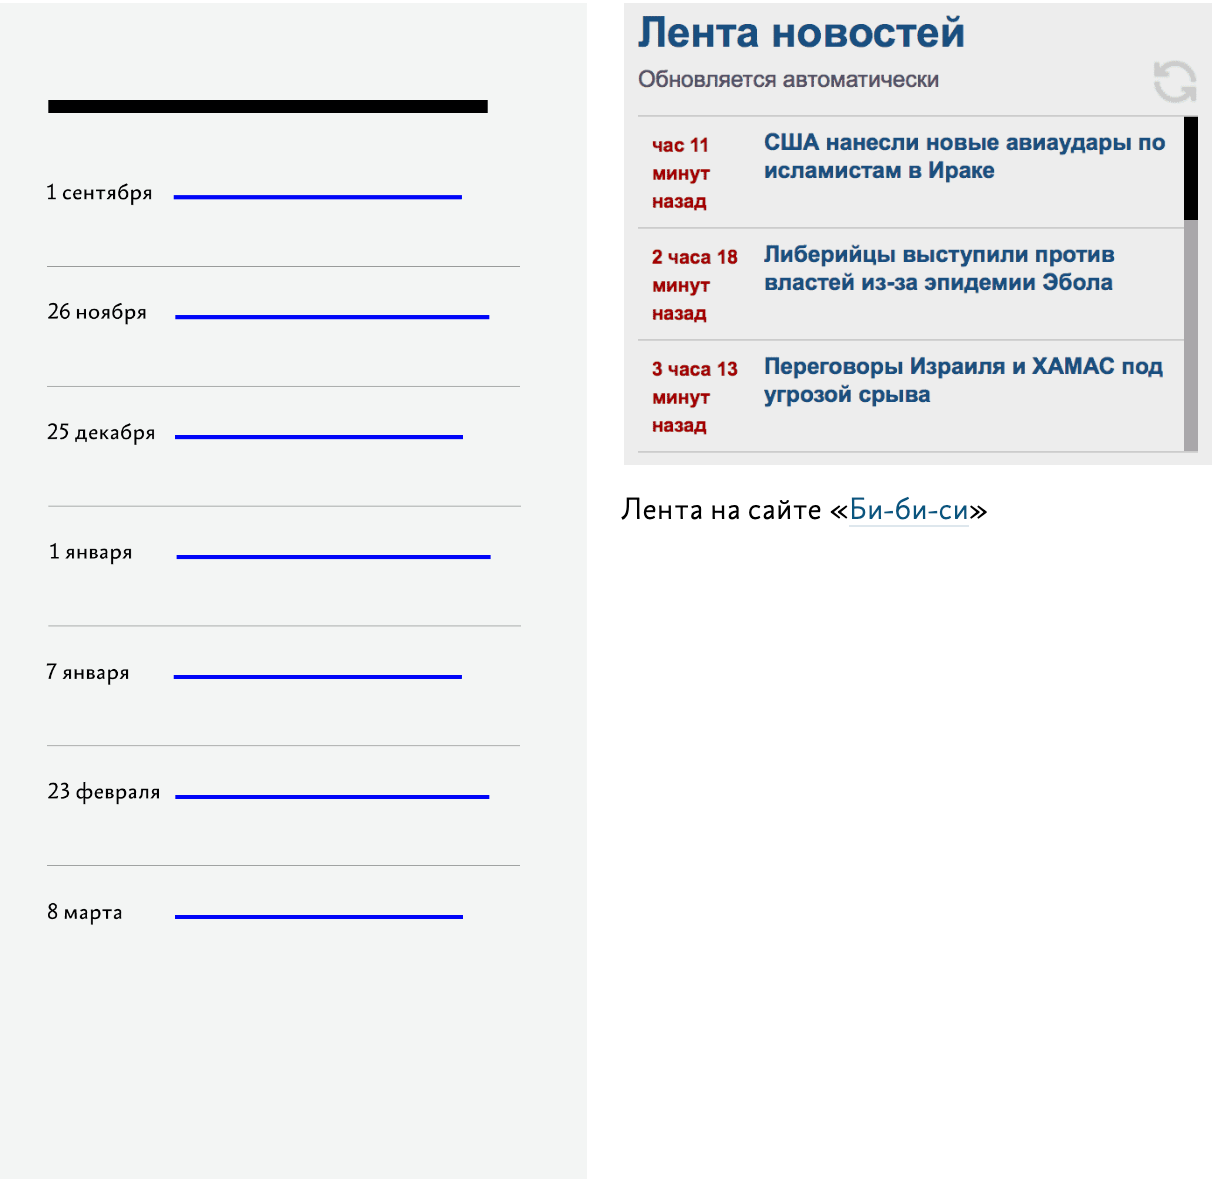 1 сентября
26 ноября
25 декабря
1 января
7 января
23 февраля
8 марта
Лента новостей
Обновляется автоматически
час 11
минут
назад
США нанесли новые авиаудары по
исламистам в Ираке
2 часа 18
минут
назад
Либерийцы выступили против
властей из-за эпидемии Эбола
3 часа 13
минут
назад
Переговоры Израиля и ХАМАС под
угрозой срыва
Лента на сайте «Би-би-си»